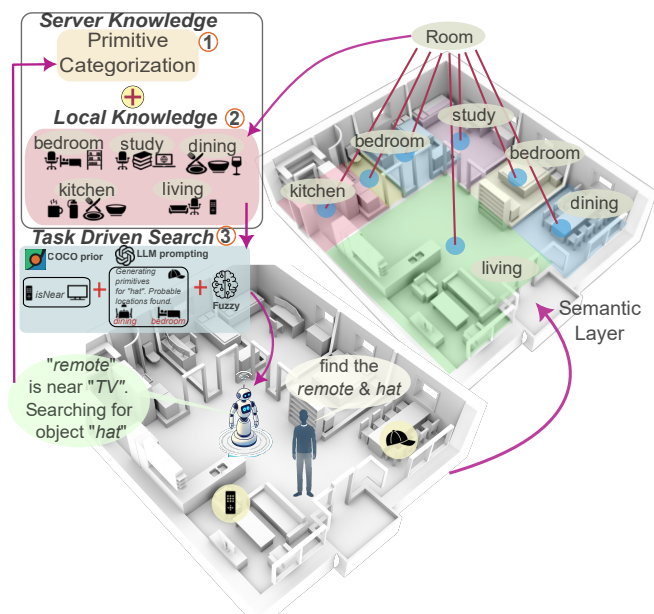 Server Knowledge
Primitive
Categorization
1
Local Knowledge 2
bedroom study dining
kitchen living
Task Driven Search 3
COCO prior
LLM prompting
isNear
Generating
primitives
for "hat". Probable
locations found.
dining bedroom
Fuzzy
Room
study
bedroom
bedroom
kitchen
dining
living
Semantic
Layer
"remote"
is near "TV".
Searching for
object "hat"
find the
remote & hat